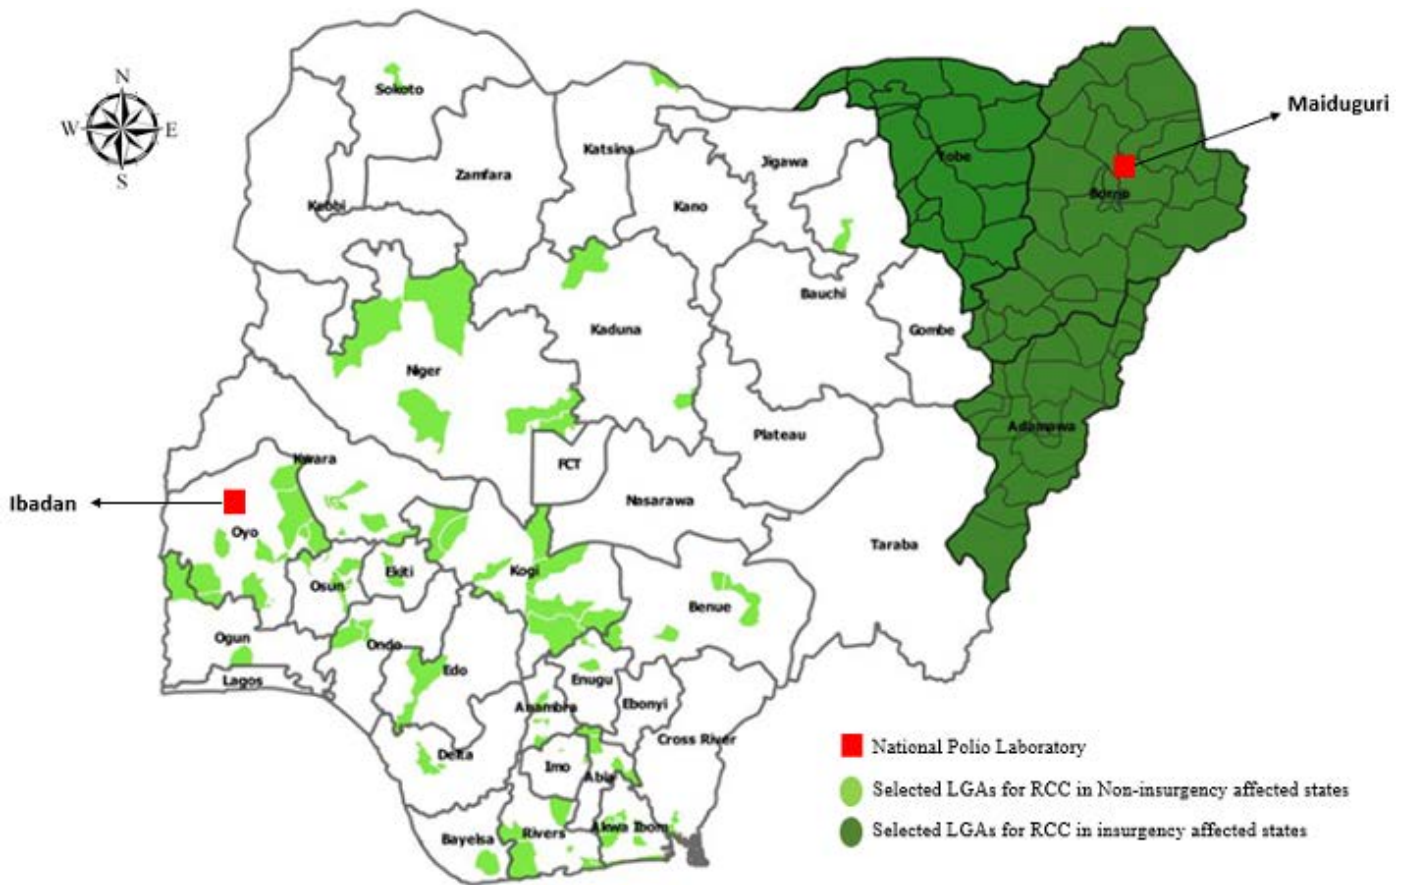 N
W
E
S
Sokoto
Katsina
Zamfara
Kebbi
Kano
Jigawa
Yobe
Borno
Maiduguri
Bauchi
Gombe
Kaduna
Niger
Plateau
Adamawa
FCT
Nasarawa
Taraba
Kwara
Ibadan
Oyo
Osun
Ekiti
Kogi
Benue
Ogun
Ondo
Edo
Lagos
Enugu
Anambra
Ebonyi
Cross River
Delta
Imo
Abia
Bayelsa
Rivers
Akwa Ibom
National Polio Laboratory
Selected LGAs for RCC in Non-insurgency affected states
Selected LGAs for RCC in insurgency affected states